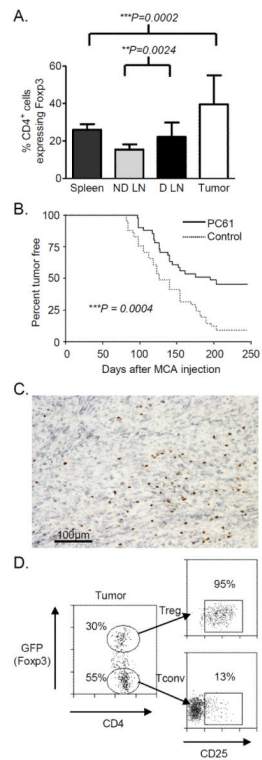 A.
***P=0.0002
**P=0.0024
% CD4+ cells
expressing Foxp3
60
40
20
0
Spleen ND LN D LN Tumor
B.
Percent tumor free
100
75
50
25
0
PC61
Control
***P = 0.0004
0 50 100 150 200 250
Days after MCA injection
C.
100µm
D.
Tumor
GFP
(Foxp3)
30%
55%
CD4
Treg
Tconv
95%
13%
CD25